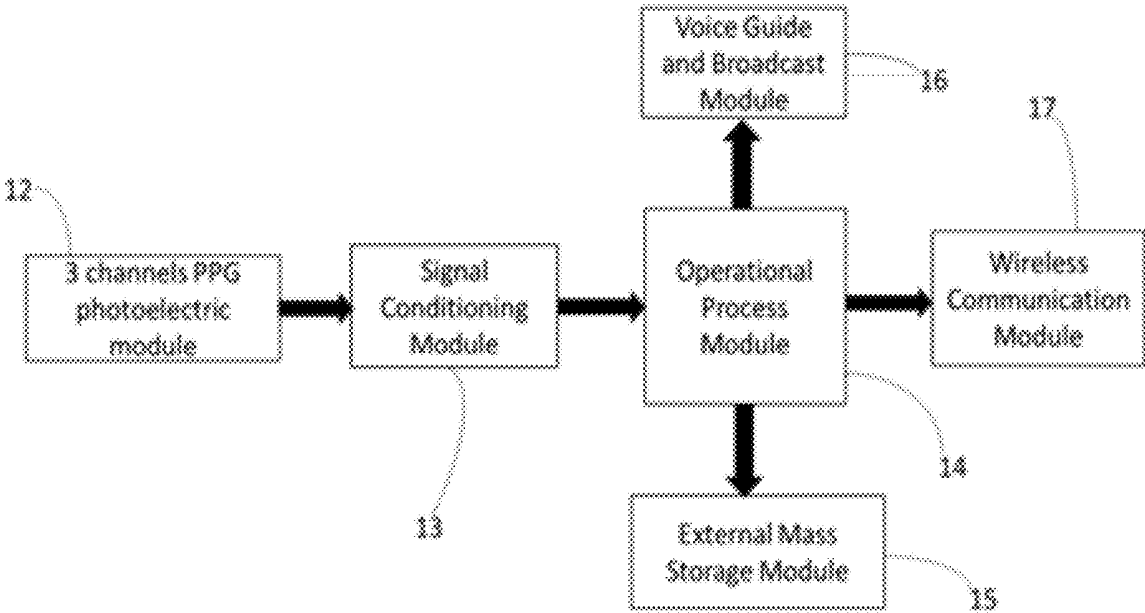 Voice Guide
and Broadcast
Module
16
17
12
3 channels PPG
photoelectric
module
Signal
Conditioning
Module
Operational
Process
Module
Wireless
Communication
Module
14
13
External Mass
Storage Module
15